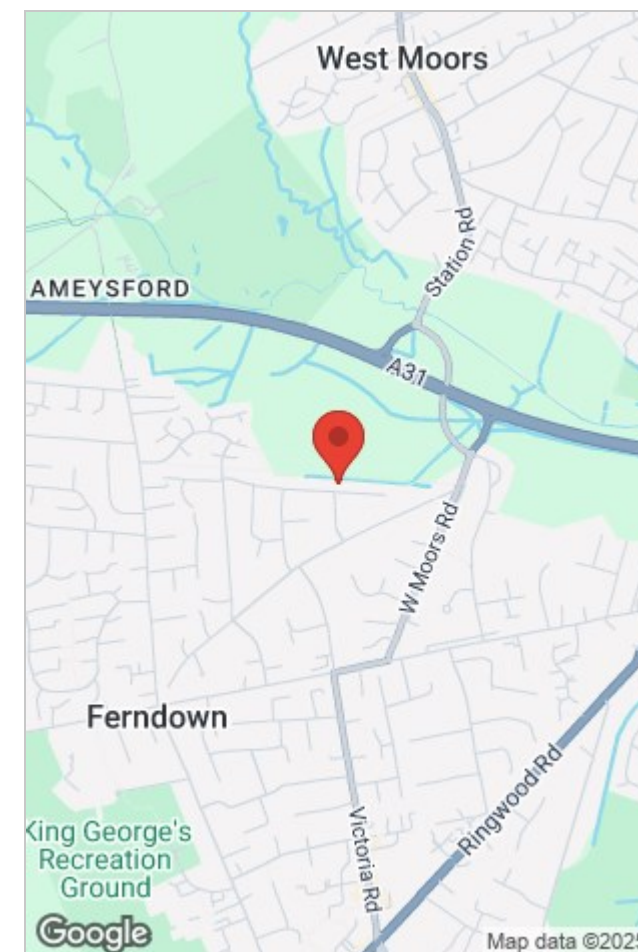 West Moors
Station Rd
AMEYSFORD
A31
W Moors Rd
Ferndown
Ringwood Rd
Victoria Rd
King George's
Recreation
Ground
Google
Map data ©202